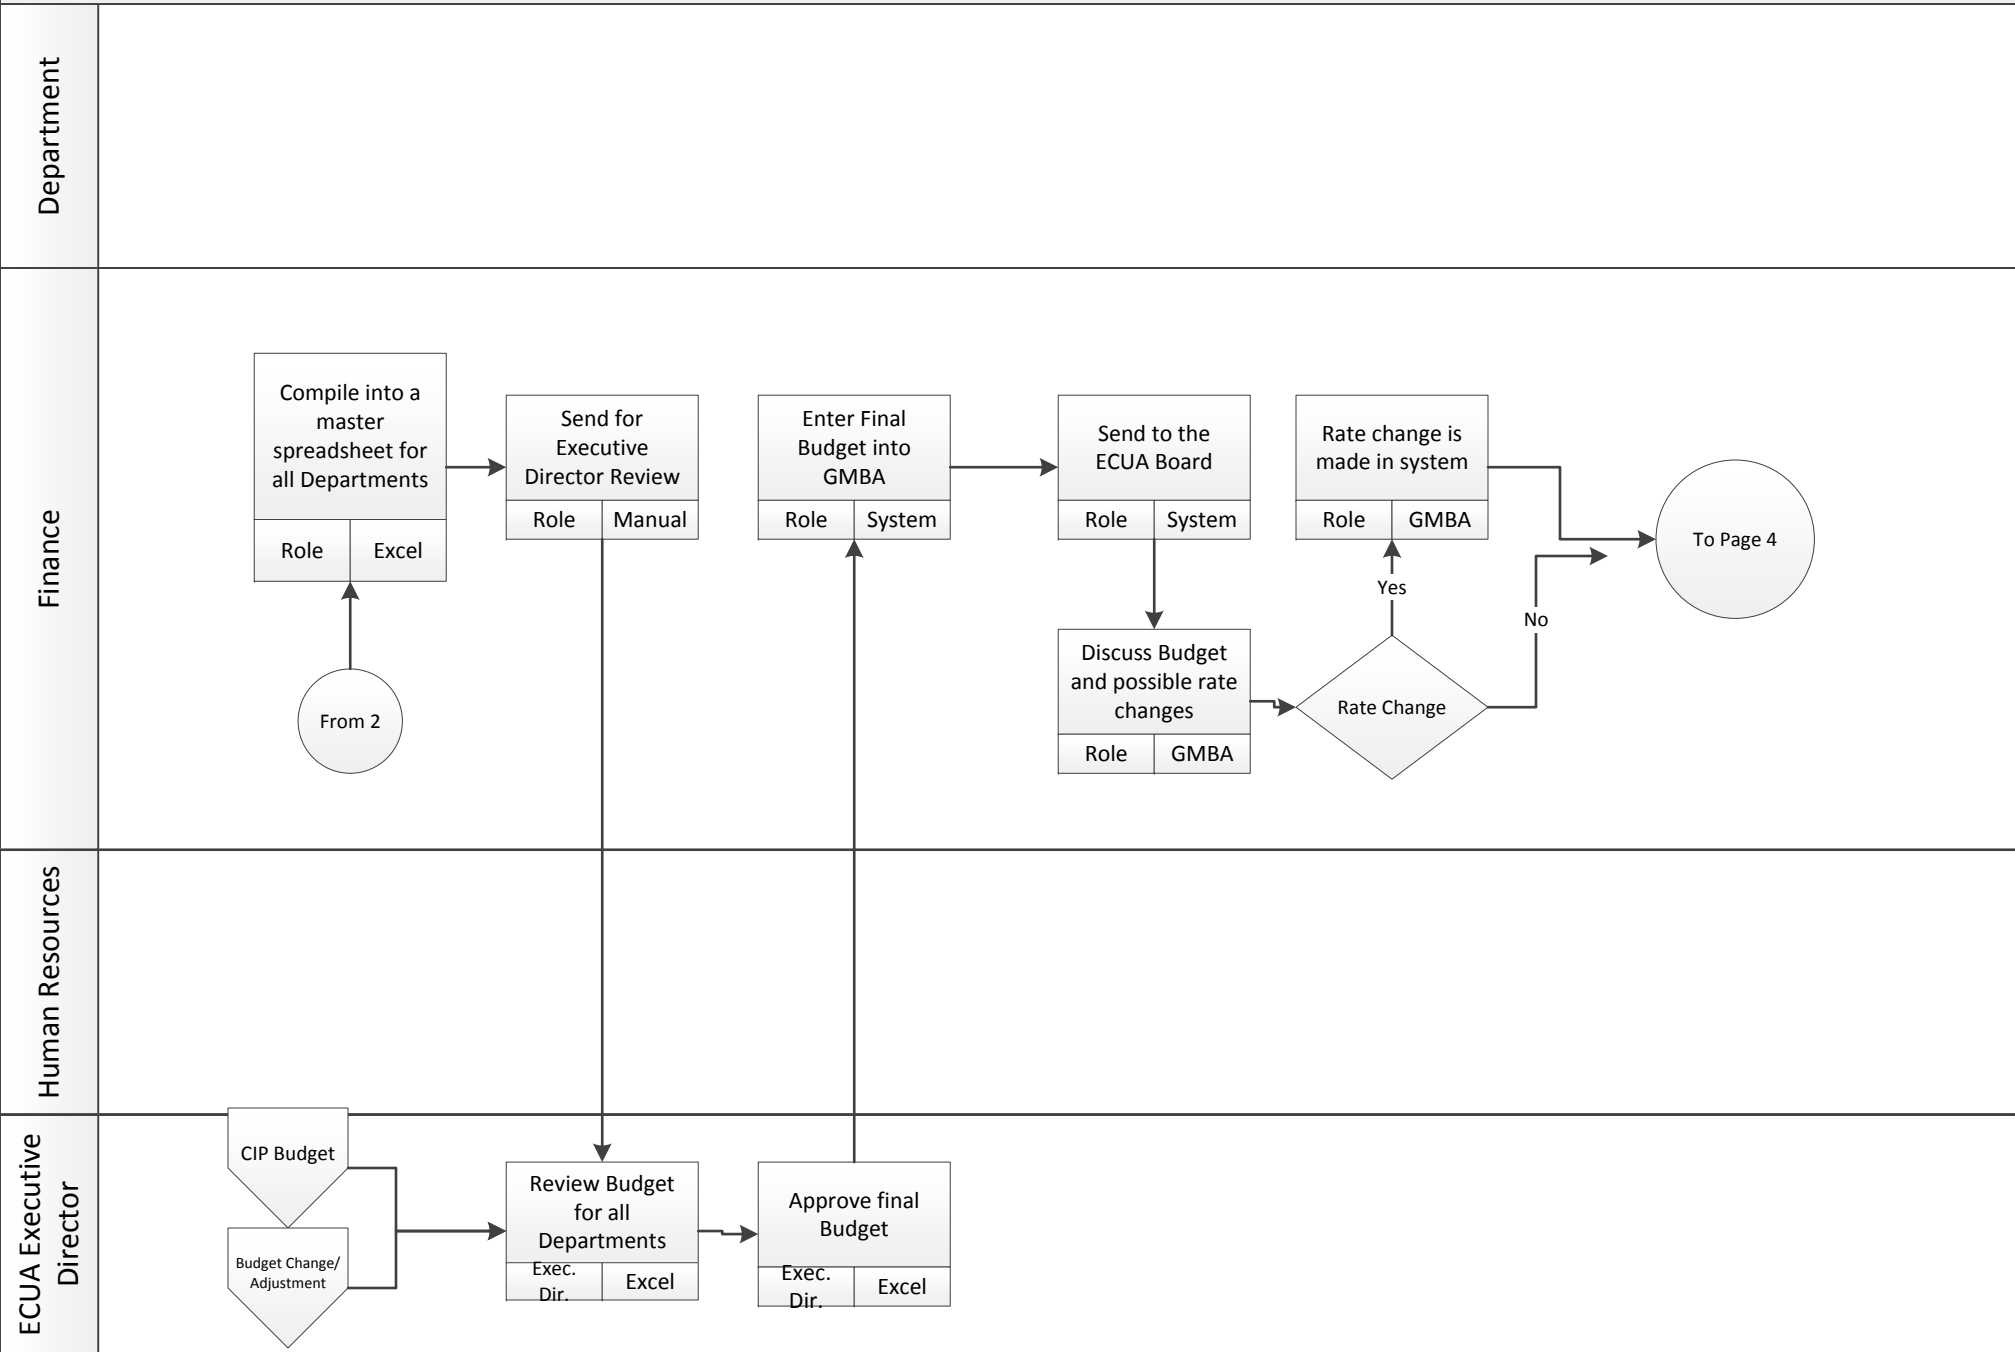 Department
Finance
Compile into a
master
spreadsheet for
all Departments
Role
Excel
From 2
Send for
Executive
Director Review
Role
Manual
Enter Final
Budget into
GMBA
Role
System
Send to the
ECUA Board
Role
System
Discuss Budget
and possible rate
changes
Role
GMBA
Rate Change
Yes
No
Rate change is
made in system
Role
GMBA
To Page 4
Human Resources
ECUA Executive
Director
CIP Budget
Budget Change/
Adjustment
Review Budget
for all
Departments
Exec.
Dir.
Excel
Approve final
Budget
Exec.
Dir.
Excel